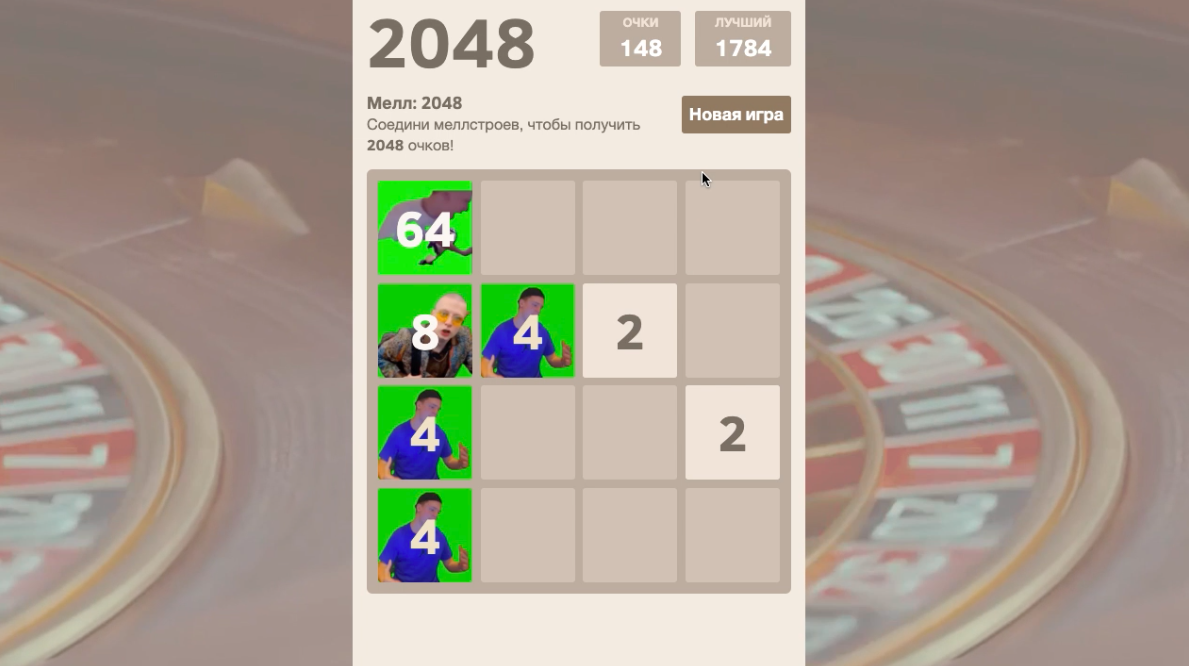 2048
ОЧКИ
148
ЛУЧШИЙ
1784
Мелл: 2048
Соедини меллстроев, чтобы получить
2048 очков!
Новая игра
64
8 4 2
4 2
4